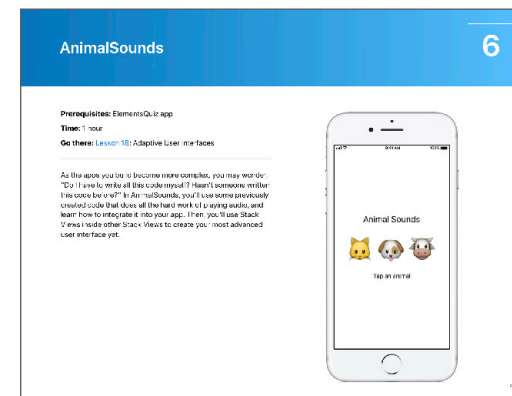 AnimalSounds
6
Prerequisites: ElementsQuiz app
Time: 1 hour
Go there: Lesson 18: Adaptive User Interfaces
As the apps you build become more complex, you may wonder,
"Do I have to write all this code myself? Hasn't someone written
this code before?" In AnimalSounds, you'll use some previously
created code that does all the hard work of playing audio, and
learn how to integrate it into your app. Then, you'll use Stack
Views inside other Stack Views to create your most advanced
user interface yet.
9:41 AM
100%
Animal Sounds
Tap an animal